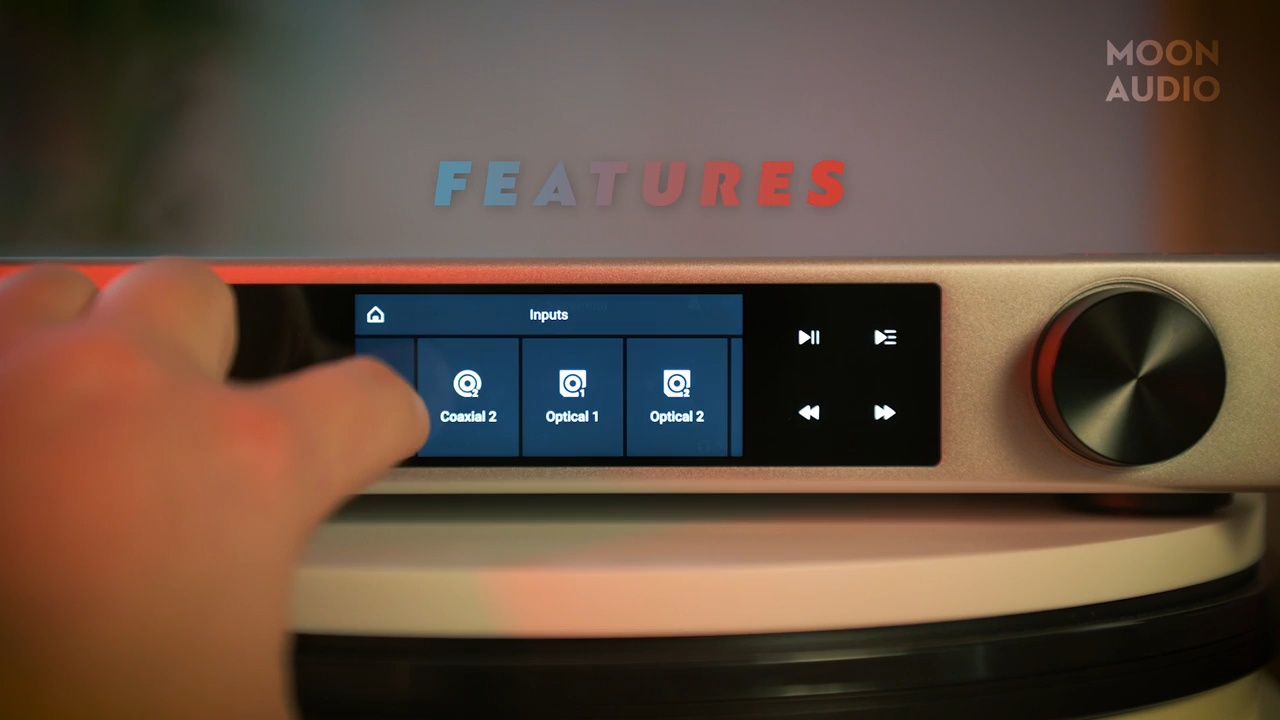 MOON
AUDIO
FEATURES
Inputs
Coaxial 2
Optical 1
Optical 2